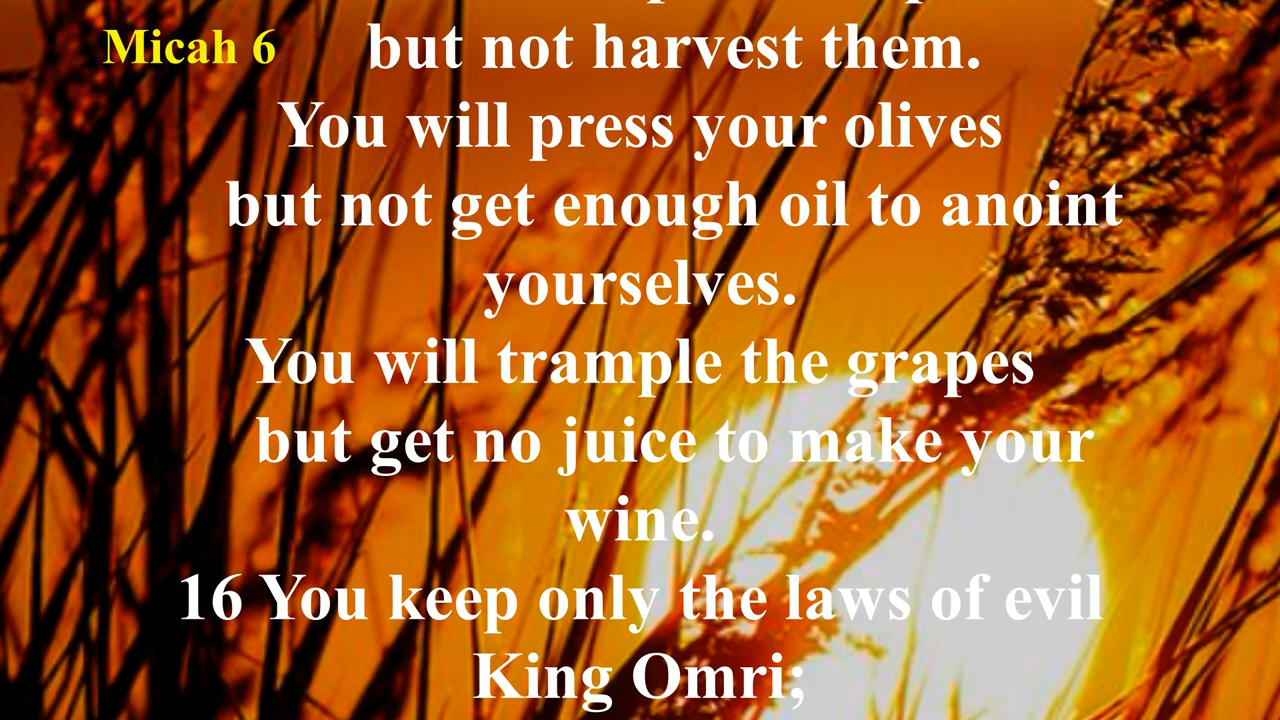 Micah 6
but not harvest them.
You will press your olives
but not get enough oil to anoint
yourselves.
You will trample the grapes
but get no juice to make your
wine.
16 You keep only the laws of evil
King Omri;